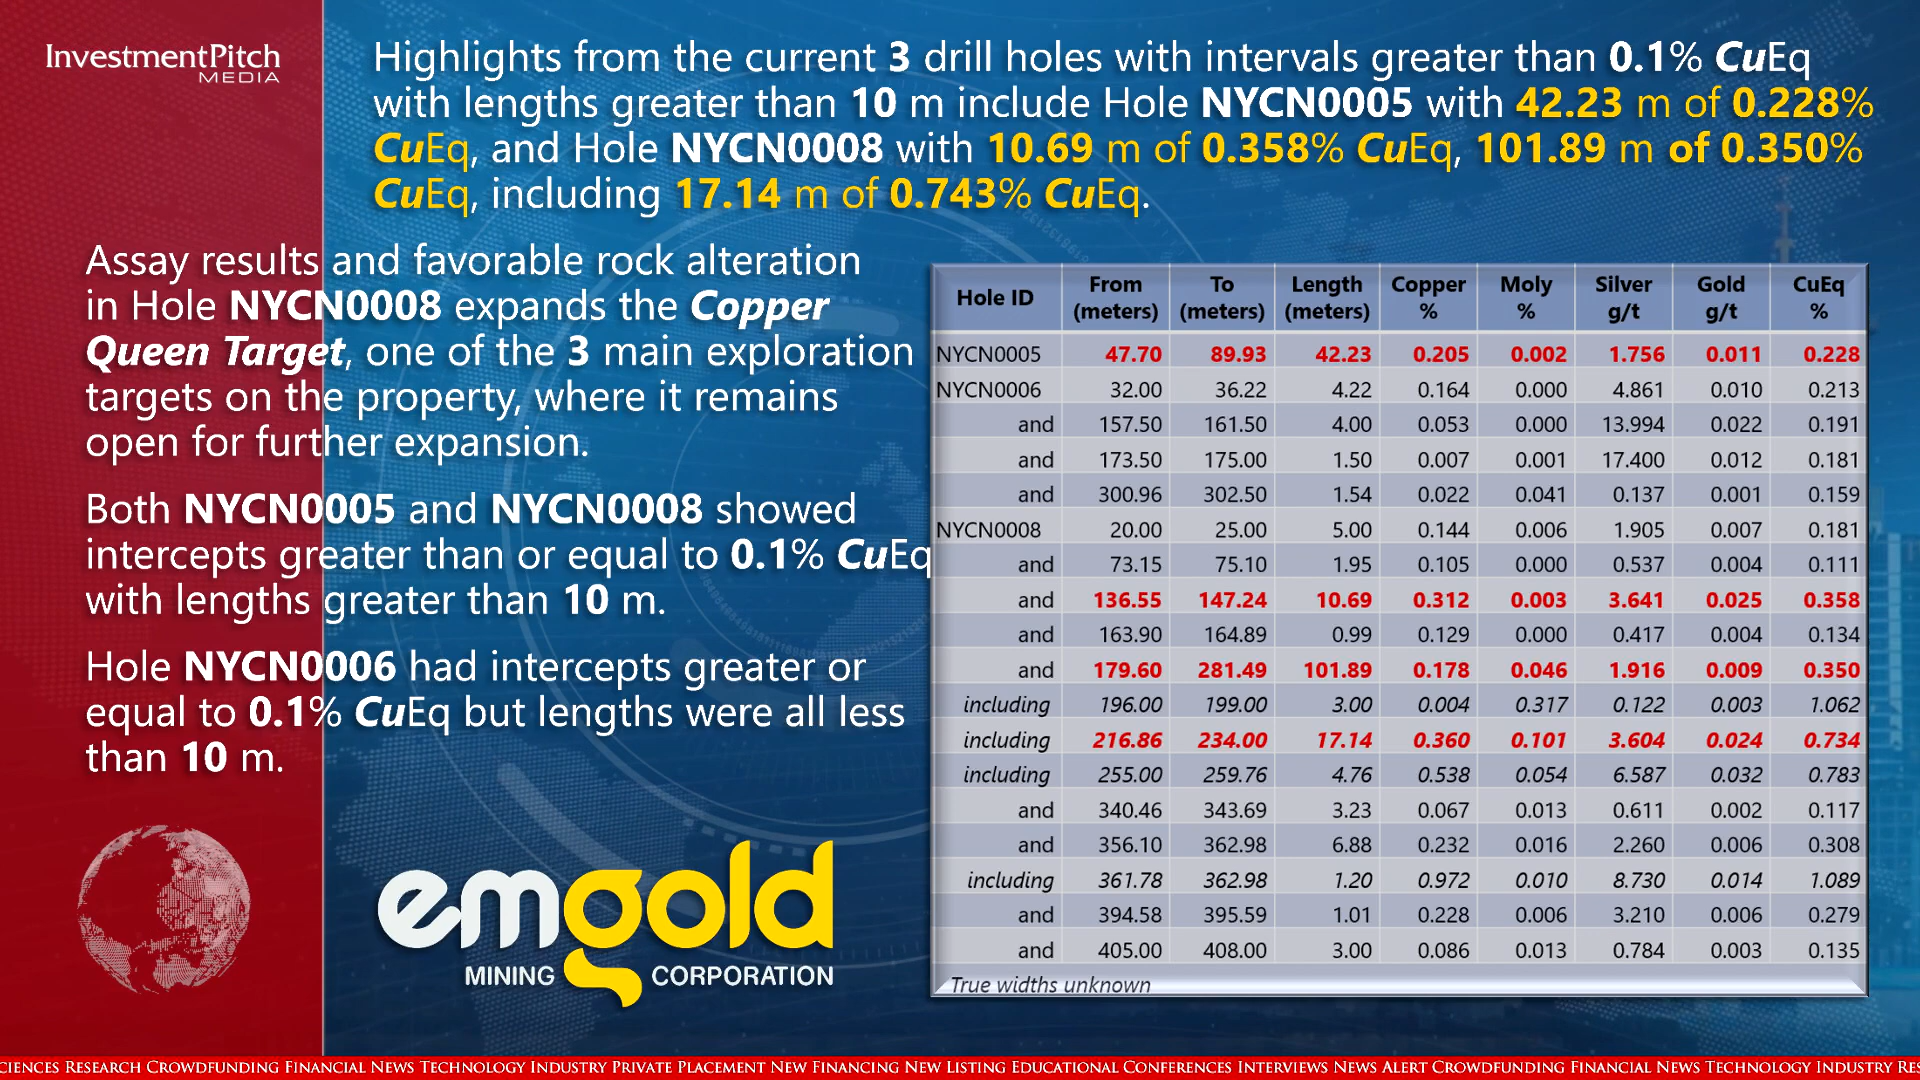 InvestmentPitch
MEDIA
Highlights from the current 3 drill holes with intervals greater than 0.1% CuEq
with lengths greater than 10 m include Hole NYCN0005 with 42.23 m of 0.228%
CuEq, and Hole NYCN0008 with 10.69 m of 0.358% CuEq, 101.89 m of 0.350%
CuEq, including 17.14 m of 0.743% CuEq.
Assay results and favorable rock alteration
in Hole NYCN0008 expands the Copper
Queen Target, one of the 3 main exploration
targets on the property, where it remains
open for further expansion.
Both NYCN0005 and NYCN0008 showed
intercepts greater than or equal to 0.1% CuEq
with lengths greater than 10 m.
Hole NYCN0006 had intercepts greater or
equal to 0.1% CuEq but lengths were all less
than 10 m.
emgold
MINING CORPORATION
Hole ID From (meters) To (meters) Length (meters) Copper % Moly % Silver g/t Gold g/t CuEq %
NYCN0005 47.70 89.93 42.23 0.205 0.002 1.756 0.011 0.228
NYCN0006 32.00 36.22 4.22 0.164 0.000 4.861 0.010 0.213
and 157.50 161.50 4.00 0.053 0.000 13.994 0.022 0.191
and 173.50 175.00 1.50 0.007 0.001 17.400 0.012 0.181
and 300.96 302.50 1.54 0.022 0.041 0.137 0.001 0.159
NYCN0008 20.00 25.00 5.00 0.144 0.006 1.905 0.007 0.181
and 73.15 75.10 1.95 0.105 0.000 0.537 0.004 0.111
and 136.55 147.24 10.69 0.312 0.003 3.641 0.025 0.358
and 163.90 164.89 0.99 0.129 0.000 0.417 0.004 0.134
and 179.60 281.49 101.89 0.178 0.046 1.916 0.009 0.350
including 196.00 199.00 3.00 0.004 0.317 0.122 0.003 1.062
including 216.86 234.00 17.14 0.360 0.101 3.604 0.024 0.734
including 255.00 259.76 4.76 0.538 0.054 6.587 0.032 0.783
and 340.46 343.69 3.23 0.067 0.013 0.611 0.002 0.117
and 356.10 362.98 6.88 0.232 0.016 2.260 0.006 0.308
including 361.78 362.98 1.20 0.972 0.010 8.730 0.014 1.089
and 394.58 395.59 1.01 0.228 0.006 3.210 0.006 0.279
and 405.00 408.00 3.00 0.086 0.013 0.784 0.003 0.135
True widths unknown
CIENCES RESEARCH CROWDFUNDING FINANCIAL NEWS TECHNOLOGY INDUSTRY PRIVATE PLACEMENT NEW FINANCING NEW LISTING EDUCATIONAL CONFERENCES INTERVIEWS NEWS ALERT CROWDFUNDING FINANCIAL NEWS TECHNOLOGY INDUSTRY RES